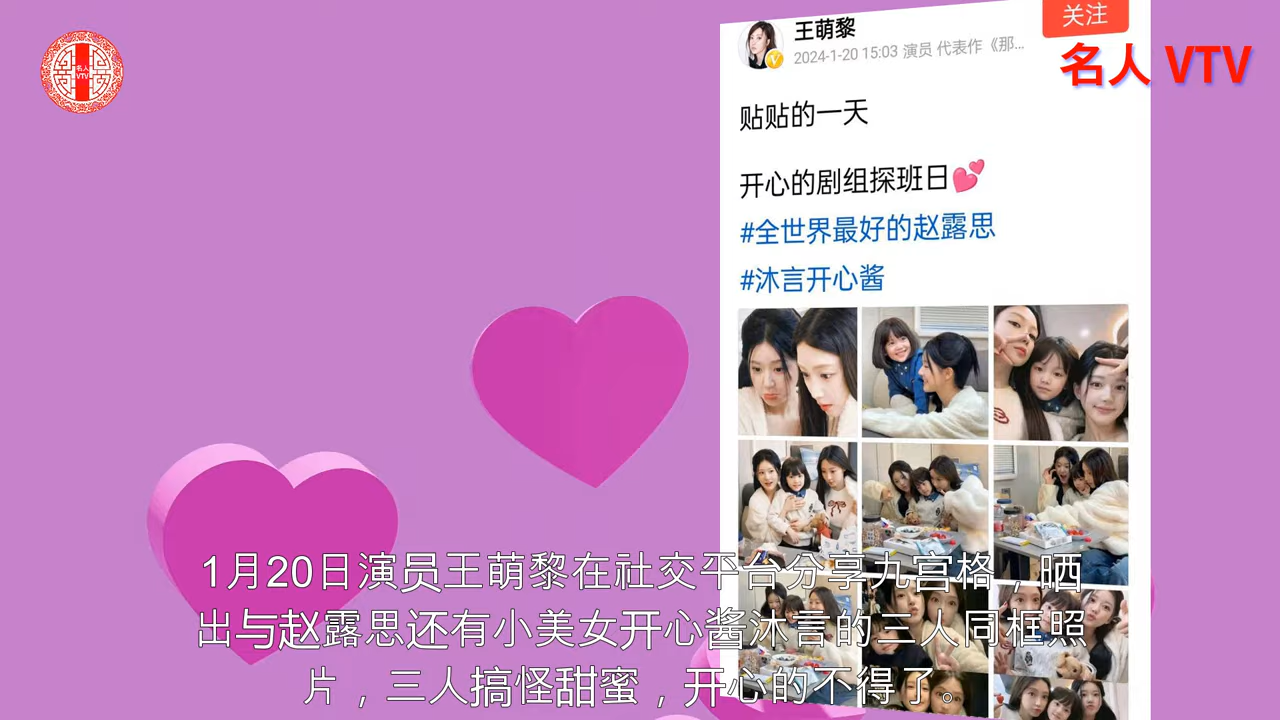 名人
VTV
名人 VTV
王萌黎
关注
2024-1-20 15:03 演员 代表作《那...
贴贴的一天
开心的剧组探班日💕
#全世界最好的赵露思
#沐言开心酱
1月20日演员王萌黎在社交平台分享九宫格，晒
出与赵露思还有小美女开心酱沐言的三人同框照
片，三人搞怪甜蜜，开心的不得了。